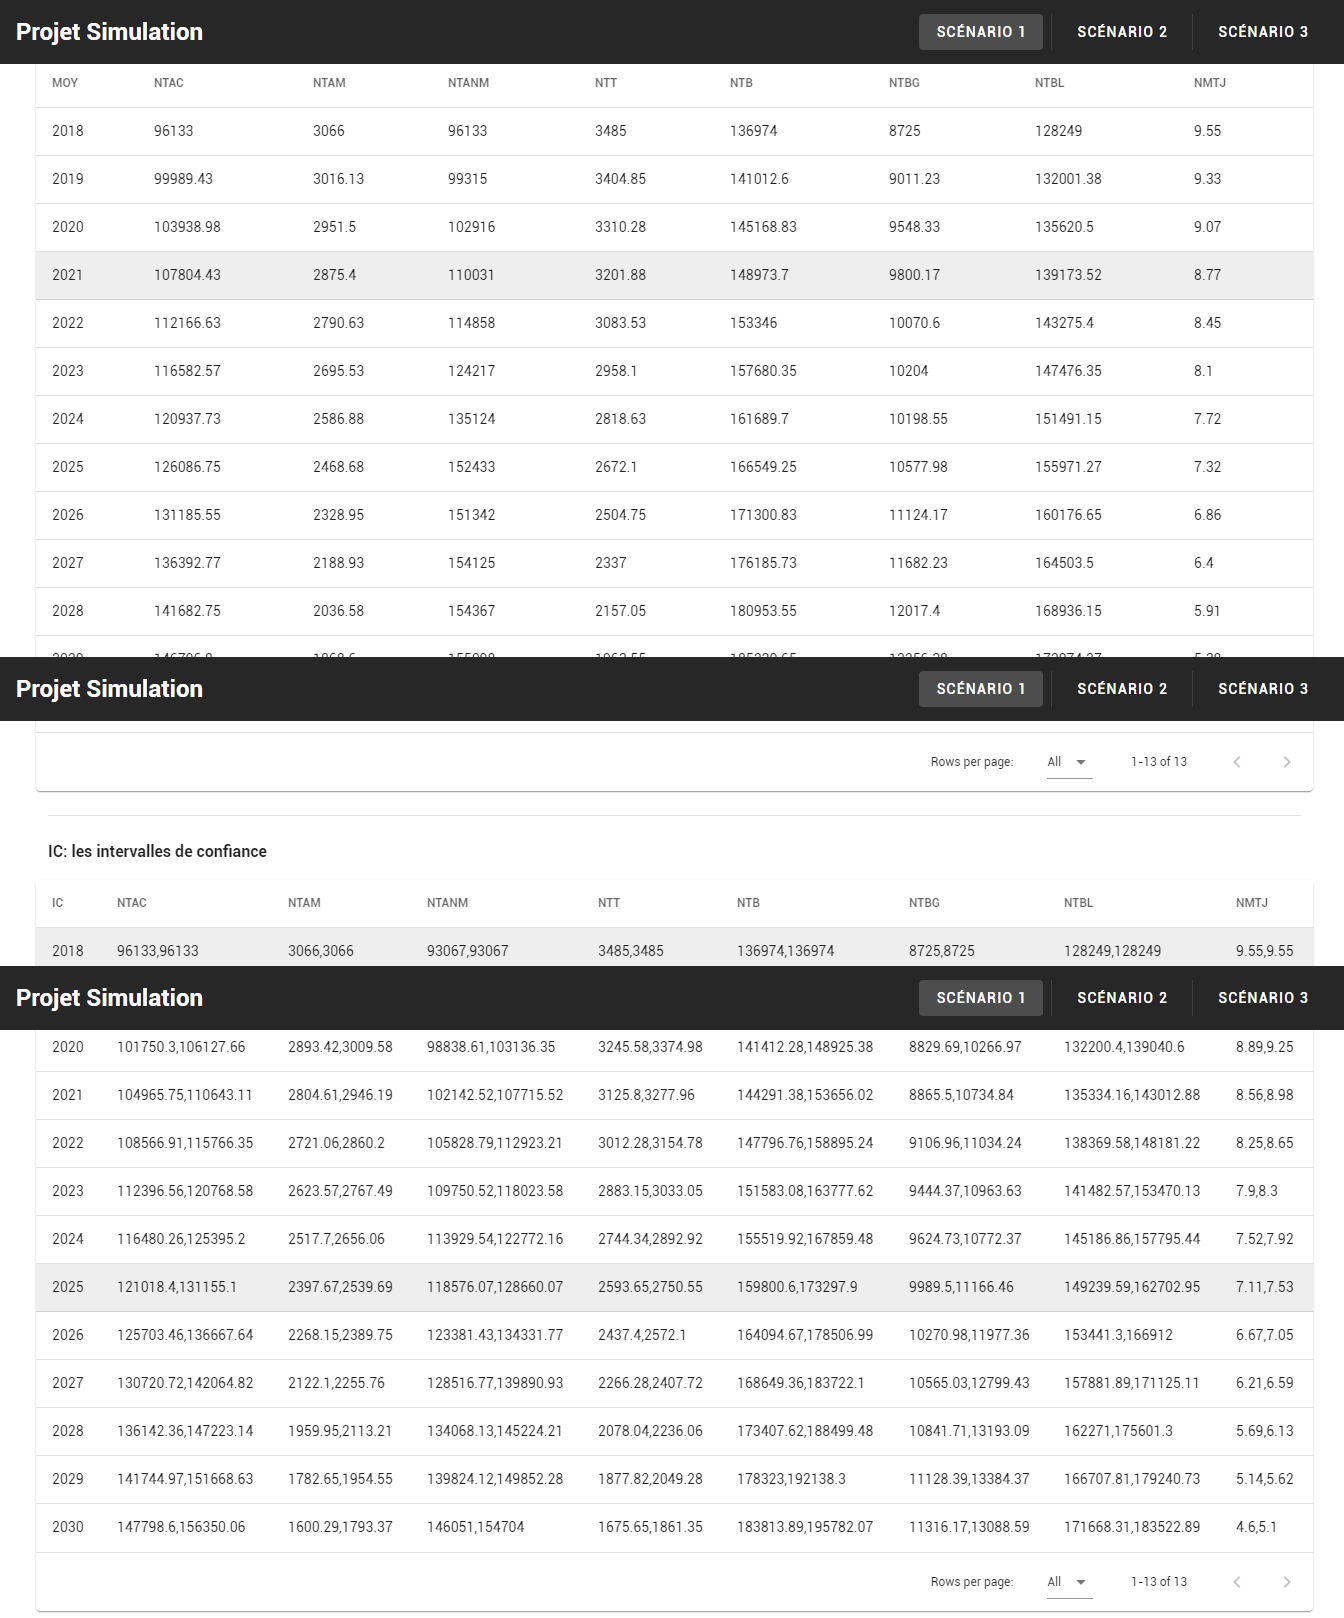 Projet Simulation SCÉNARIO 1 SCÉNARIO 2 SCÉNARIO 3
MOY NTAC NTAM NTANM NTT NTB NTBG NTBL NMTJ
2018 96133 3066 96133 3485 136974 8725 128249 9.55
2019 99989.43 3016.13 99315 3404.85 141012.6 9011.23 132001.38 9.33
2020 103938.98 2951.5 102916 3310.28 145168.83 9548.33 135620.5 9.07
2021 107804.43 2875.4 110031 3201.88 148973.7 9800.17 139173.52 8.77
2022 112166.63 2790.63 114858 3083.53 153346 10070.6 143275.4 8.45
2023 116582.57 2695.53 124217 2958.1 157680.35 10204 147476.35 8.1
2024 120937.73 2586.88 135124 2818.63 161689.7 10198.55 151491.15 7.72
2025 126086.75 2468.68 152433 2672.1 166549.25 10577.98 155971.27 7.32
2026 131185.55 2328.95 151342 2504.75 171300.83 11124.17 160176.65 6.86
2027 136392.77 2188.93 154125 2337 176185.73 11682.23 164503.5 6.4
2028 141682.75 2036.58 154367 2157.05 180953.55 12017.4 168936.15 5.91
Projet Simulation SCÉNARIO 1 SCÉNARIO 2 SCÉNARIO 3
Rows per page: All 1-13 of 13
IC: les intervalles de confiance
IC NTAC NTAM NTANM NTT NTB NTBG NTBL NMTJ
2018 96133,96133 3066,3066 93067,93067 3485,3485 136974,136974 8725,8725 128249,128249 9.55,9.55
Projet Simulation SCÉNARIO 1 SCÉNARIO 2 SCÉNARIO 3
2020 101750.3,106127.66 2893.42,3009.58 98838.61,103136.35 3245.58,3374.98 141412.28,148925.38 8829.69,10266.97 132200.4,139040.6 8.89,9.25
2021 104965.75,110643.11 2804.61,2946.19 102142.52,107715.52 3125.8,3277.96 144291.38,153656.02 8865.5,10734.84 135334.16,143012.88 8.56,8.98
2022 108566.91,115766.35 2721.06,2860.2 105828.79,112923.21 3012.28,3154.78 147796.76,158895.24 9106.96,11034.24 138369.58,148181.22 8.25,8.65
2023 112396.56,120768.58 2623.57,2767.49 109750.52,118023.58 2883.15,3033.05 151583.08,163777.62 9444.37,10963.63 141482.57,153470.13 7.9,8.3
2024 116480.26,125395.2 2517.7,2656.06 113929.54,122772.16 2744.34,2892.92 155519.92,167859.48 9624.73,10772.37 145186.86,157795.44 7.52,7.92
2025 121018.4,131155.1 2397.67,2539.69 118576.07,128660.07 2593.65,2750.55 159800.6,173297.9 9989.5,11166.46 149239.59,162702.95 7.11,7.53
2026 125703.46,136667.64 2268.15,2389.75 123381.43,134331.77 2437.4,2572.1 164094.67,178506.99 10270.98,11977.36 153441.3,166912 6.67,7.05
2027 130720.72,142064.82 2122.1,2255.76 128516.77,139890.93 2266.28,2407.72 168649.36,183722.1 10565.03,12799.43 157881.89,171125.11 6.21,6.59
2028 136142.36,147223.14 1959.95,2113.21 134068.13,145224.21 2078.04,2236.06 173407.62,188499.48 10841.71,13193.09 162271,175601.3 5.69,6.13
2029 141744.97,151668.63 1782.65,1954.55 139824.12,149852.28 1877.82,2049.28 178323,192138.3 11128.39,13384.37 166707.81,179240.73 5.14,5.62
2030 147798.6,156350.06 1600.29,1793.37 146051,154704 1675.65,1861.35 183813.89,195782.07 11316.17,13088.59 171668.31,183522.89 4.6,5.1
Rows per page: All 1-13 of 13